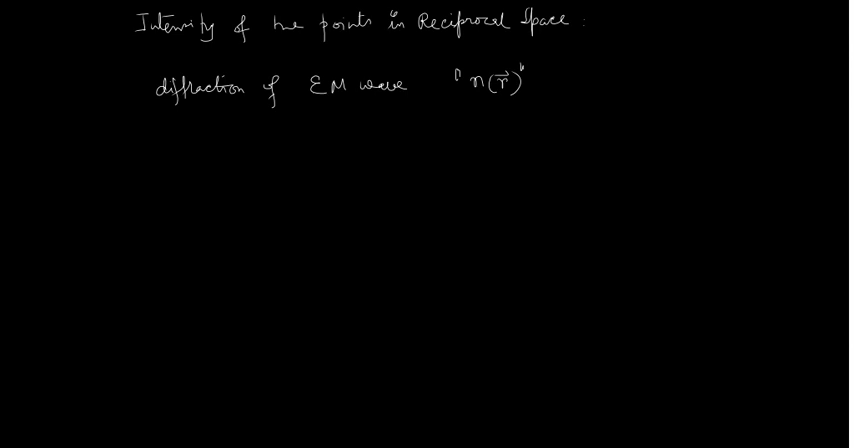 Intensity of the points in Reciprocal Space :
diffraction of EM wave "n(r⃗)"